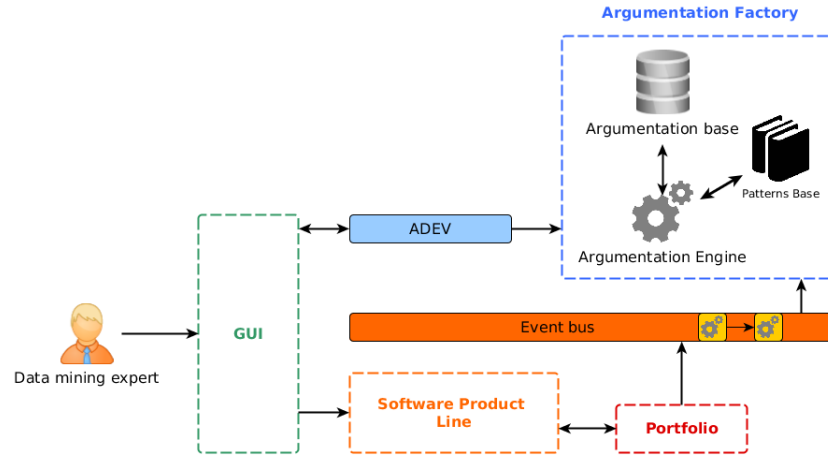 Argumentation Factory
Argumentation base
Patterns Base
Argumentation Engine
ADEV
GUI
Event bus
Data mining expert
Software Product
Line
Portfolio